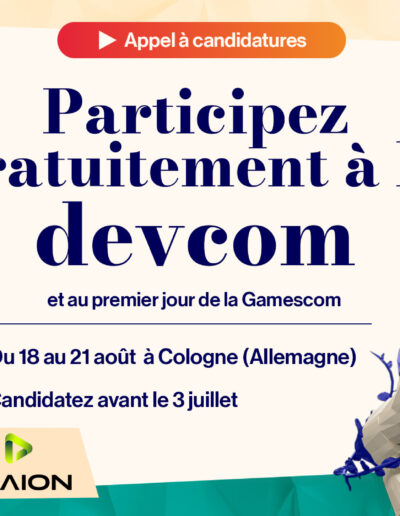 Appel à candidatures
Participez
ratuitement à
devcom
et au premier jour de la Gamescom
Du 18 au 21 août à Cologne (Allemagne)
Candidatez avant le 3 juillet
AION